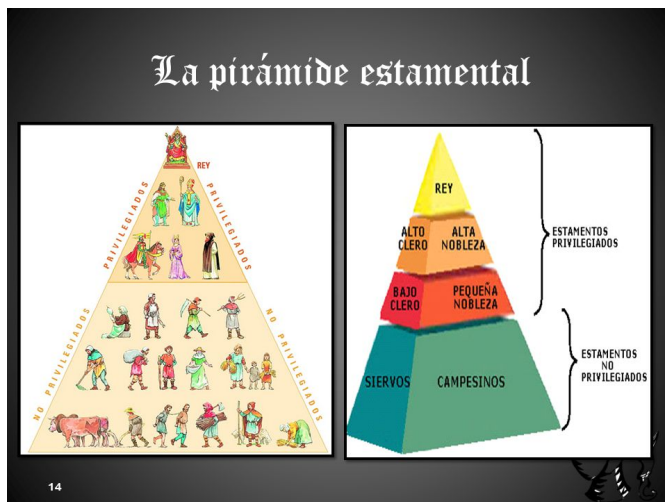 La pirámide estamental
REY
PRIVILEGIADOS
PRIVILEGIADOS
NO PRIVILEGIADOS
NO PRIVILEGIADOS
REY
ALTO
CLERO
ALTA
NOBLEZA
BAJO
CLERO
PEQUEÑA
NOBLEZA
SIERVOS
CAMPESINOS
ESTAMENTOS
PRIVILEGIADOS
ESTAMENTOS
NO
PRIVILEGIADOS
14